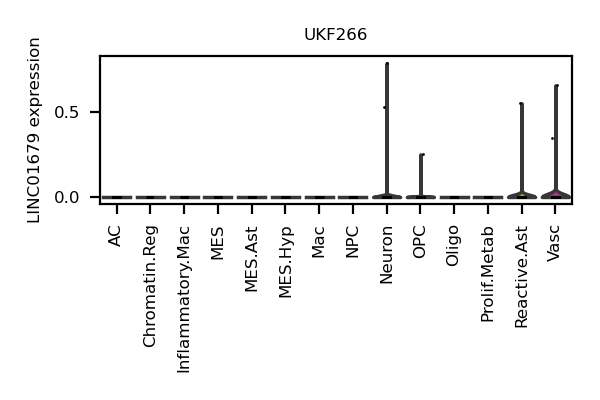 UKF266
LINC01679 expression
0.5
0.0
AC
Chromatin.Reg
Inflammatory.Mac
MES
MES.Ast
MES.Hyp
Mac
NPC
Neuron
OPC
Oligo
Prolif.Metab
Reactive.Ast
Vasc